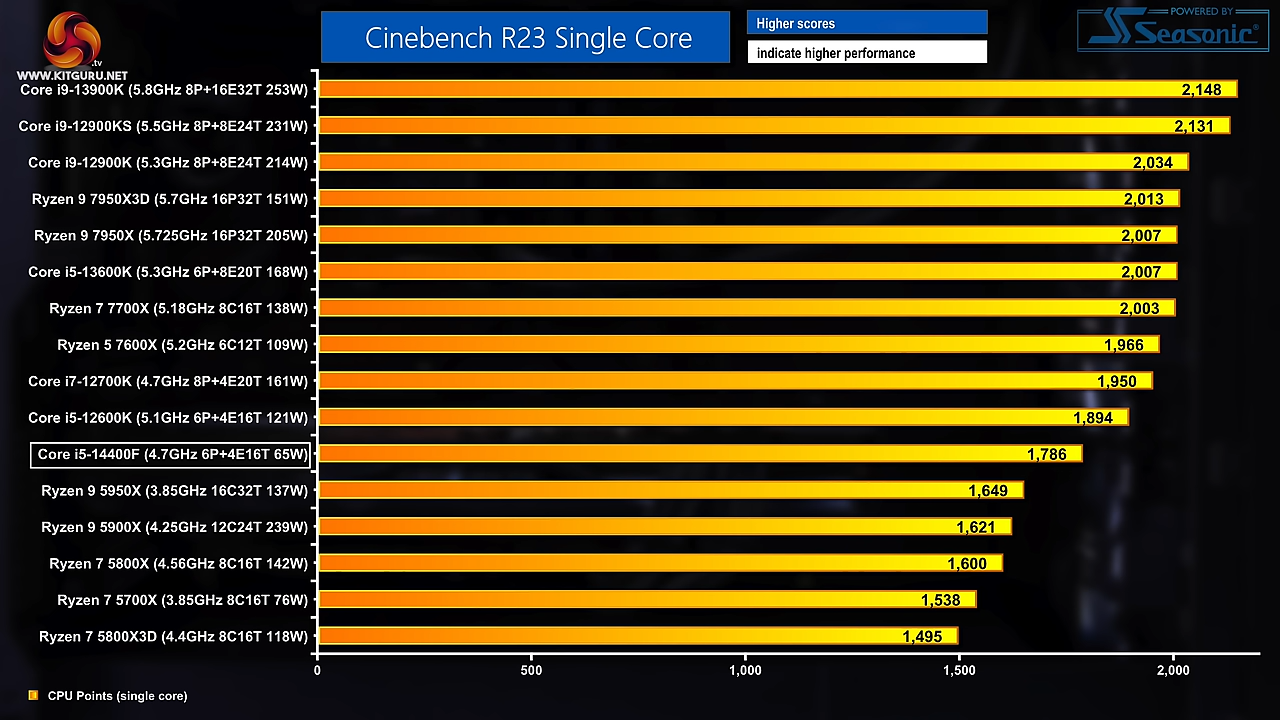 Cinebench R23 Single Core
Higher scores
indicate higher performance
POWERED BY
Seasonic®
.tv
WWW.KITGURU.NET
Core i9-13900K (5.8GHz 8P+16E32T 253W) 2,148
Core i9-12900KS (5.5GHz 8P+8E24T 231W) 2,131
Core i9-12900K (5.3GHz 8P+8E24T 214W) 2,034
Ryzen 9 7950X3D (5.7GHz 16P32T 151W) 2,013
Ryzen 9 7950X (5.725GHz 16P32T 205W) 2,007
Core i5-13600K (5.3GHz 6P+8E20T 168W) 2,007
Ryzen 7 7700X (5.18GHz 8C16T 138W) 2,003
Ryzen 5 7600X (5.2GHz 6C12T 109W) 1,966
Core i7-12700K (4.7GHz 8P+4E20T 161W) 1,950
Core i5-12600K (5.1GHz 6P+4E16T 121W) 1,894
Core i5-14400F (4.7GHz 6P+4E16T 65W) 1,786
Ryzen 9 5950X (3.85GHz 16C32T 137W) 1,649
Ryzen 9 5900X (4.25GHz 12C24T 239W) 1,621
Ryzen 7 5800X (4.56GHz 8C16T 142W) 1,600
Ryzen 7 5700X (3.85GHz 8C16T 76W) 1,538
Ryzen 7 5800X3D (4.4GHz 8C16T 118W) 1,495
0 500 1,000 1,500 2,000
CPU Points (single core)